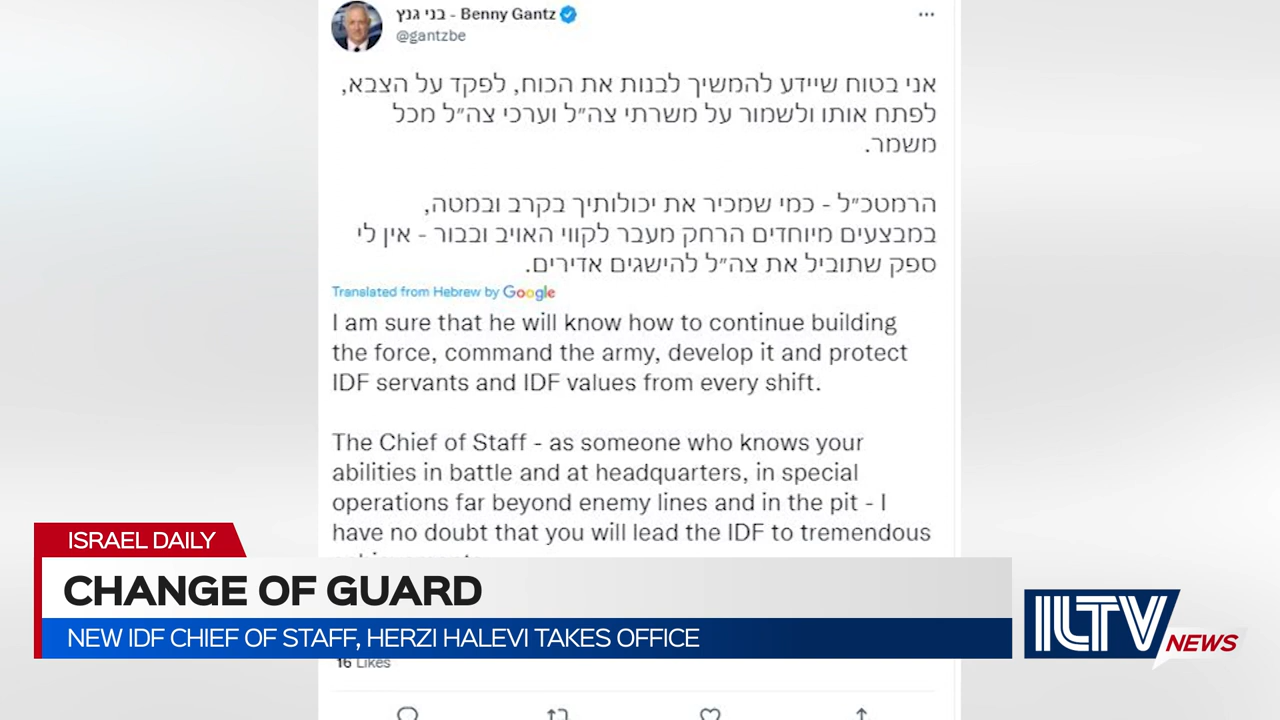 בני גנץ - Benny Gantz
@gantzbe
אני בטוח שיידע להמשיך לבנות את הכוח, לפקד על הצבא,
לפתח אותו ולשמור על משרתי צה״ל וערכי צה״ל מכל
משמר.
הרמטכ״ל - כמי שמכיר את יכולותיך בקרב ובמטה,
במבצעים מיוחדים הרחק מעבר לקווי האויב ובבור - אין לי
ספק שתוביל את צה״ל להישגים אדירים.
Translated from Hebrew by Google
I am sure that he will know how to continue building
the force, command the army, develop it and protect
IDF servants and IDF values from every shift.
The Chief of Staff - as someone who knows your
abilities in battle and at headquarters, in special
operations far beyond enemy lines and in the pit - I
have no doubt that you will lead the IDF to tremendous
ISRAEL DAILY
CHANGE OF GUARD
NEW IDF CHIEF OF STAFF, HERZI HALEVI TAKES OFFICE
ILTV NEWS
16 Likes